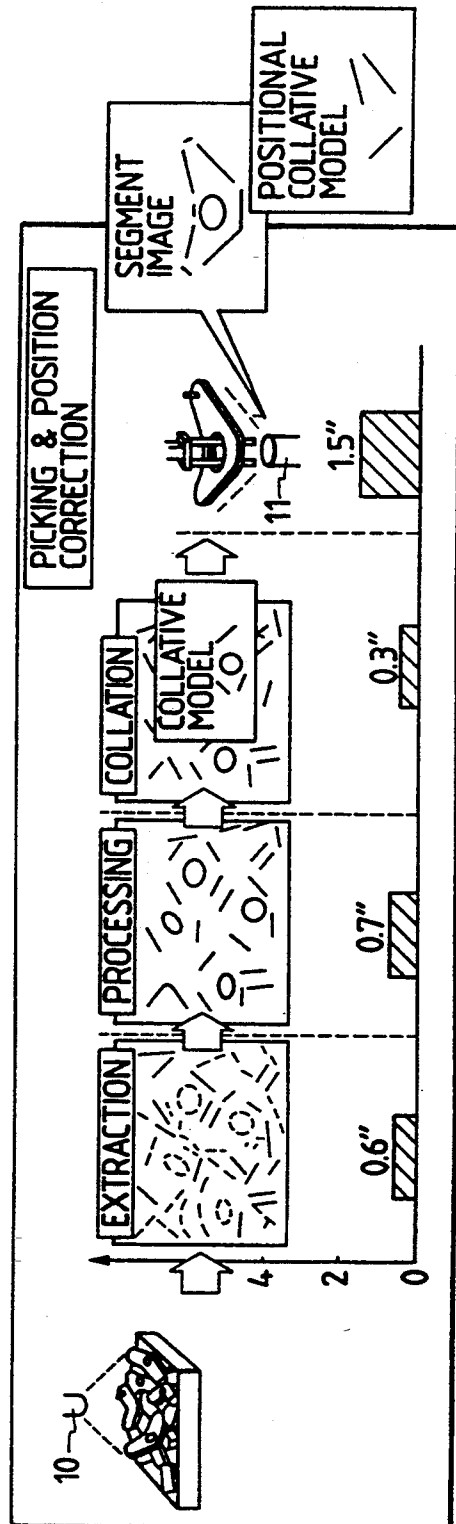 10
EXTRACTION
PROCESSING
COLLATION
COLLATIVE
MODEL
PICKING & POSITION
CORRECTION
SEGMENT
IMAGE
POSITIONAL
COLLATIVE
MODEL
11
4
2
0
0.6"
0.7"
0.3"
1.5"